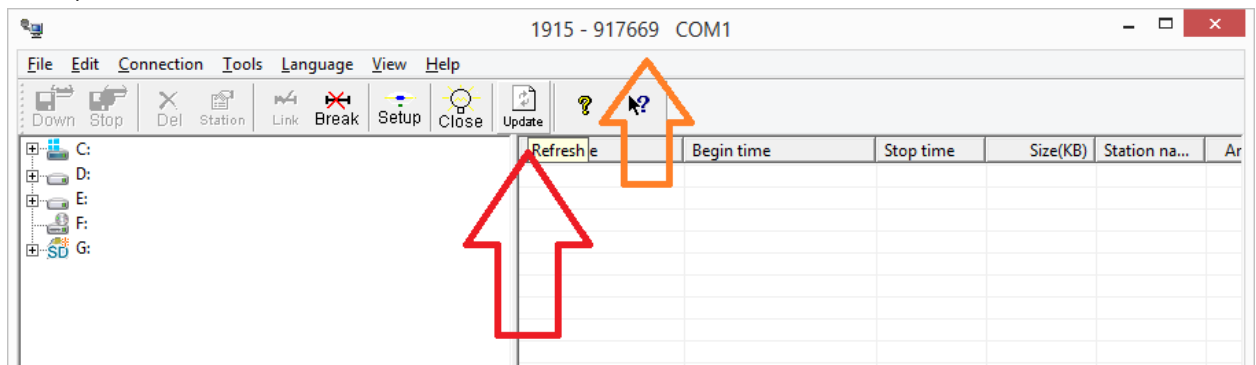 1915 - 917669 COM1
File Edit Connection Tools Language View Help
Down Stop Del Station Link Break Setup Close Update ? ?
Refresh e Begin time Stop time Size(KB) Station na... Ar
C:
D:
E:
F:
SD G: